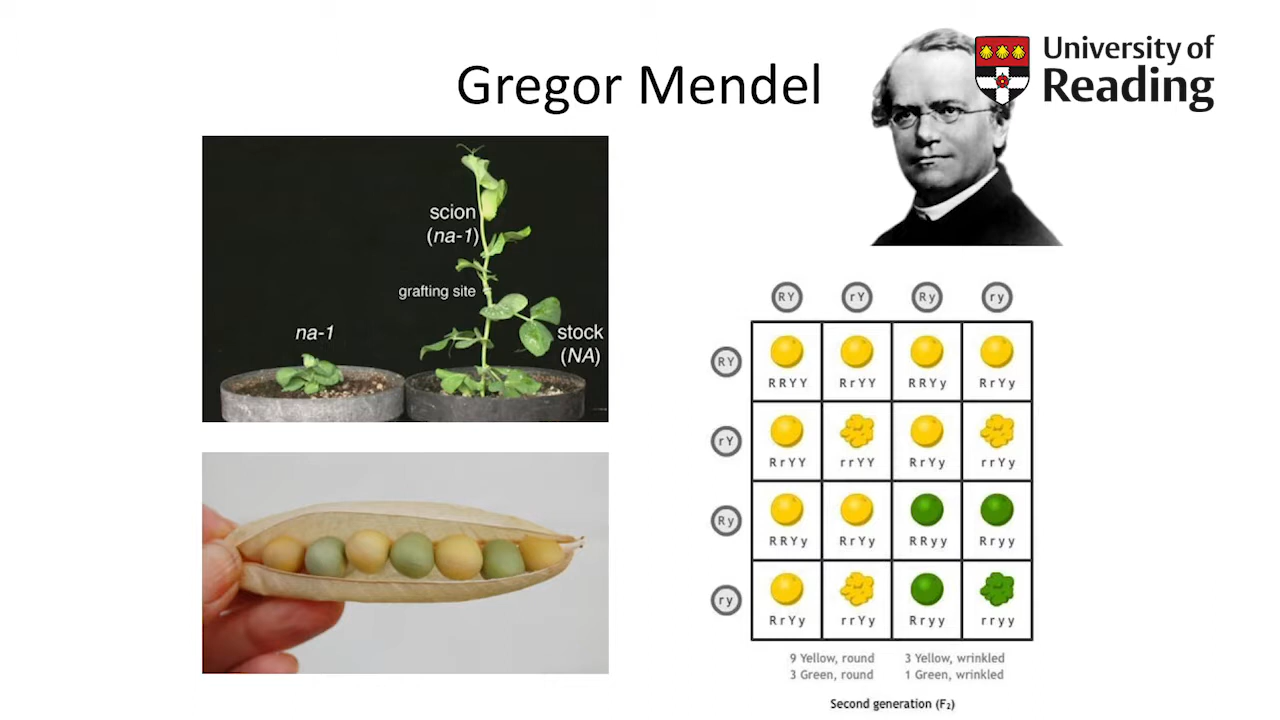 Gregor Mendel
University of
Reading
scion
(na-1)
grafting site
na-1
stock
(NA)
RY rY Ry ry
RY
RRYY RrYY RRYy RrYy
rY
RrYY rrYY RrYy rrYy
Ry
RRYy RrYy RRyy Rryy
ry
RrYy rrYy Rryy rryy
9 Yellow, round 3 Yellow, wrinkled
3 Green, round 1 Green, wrinkled
Second generation (F₂)